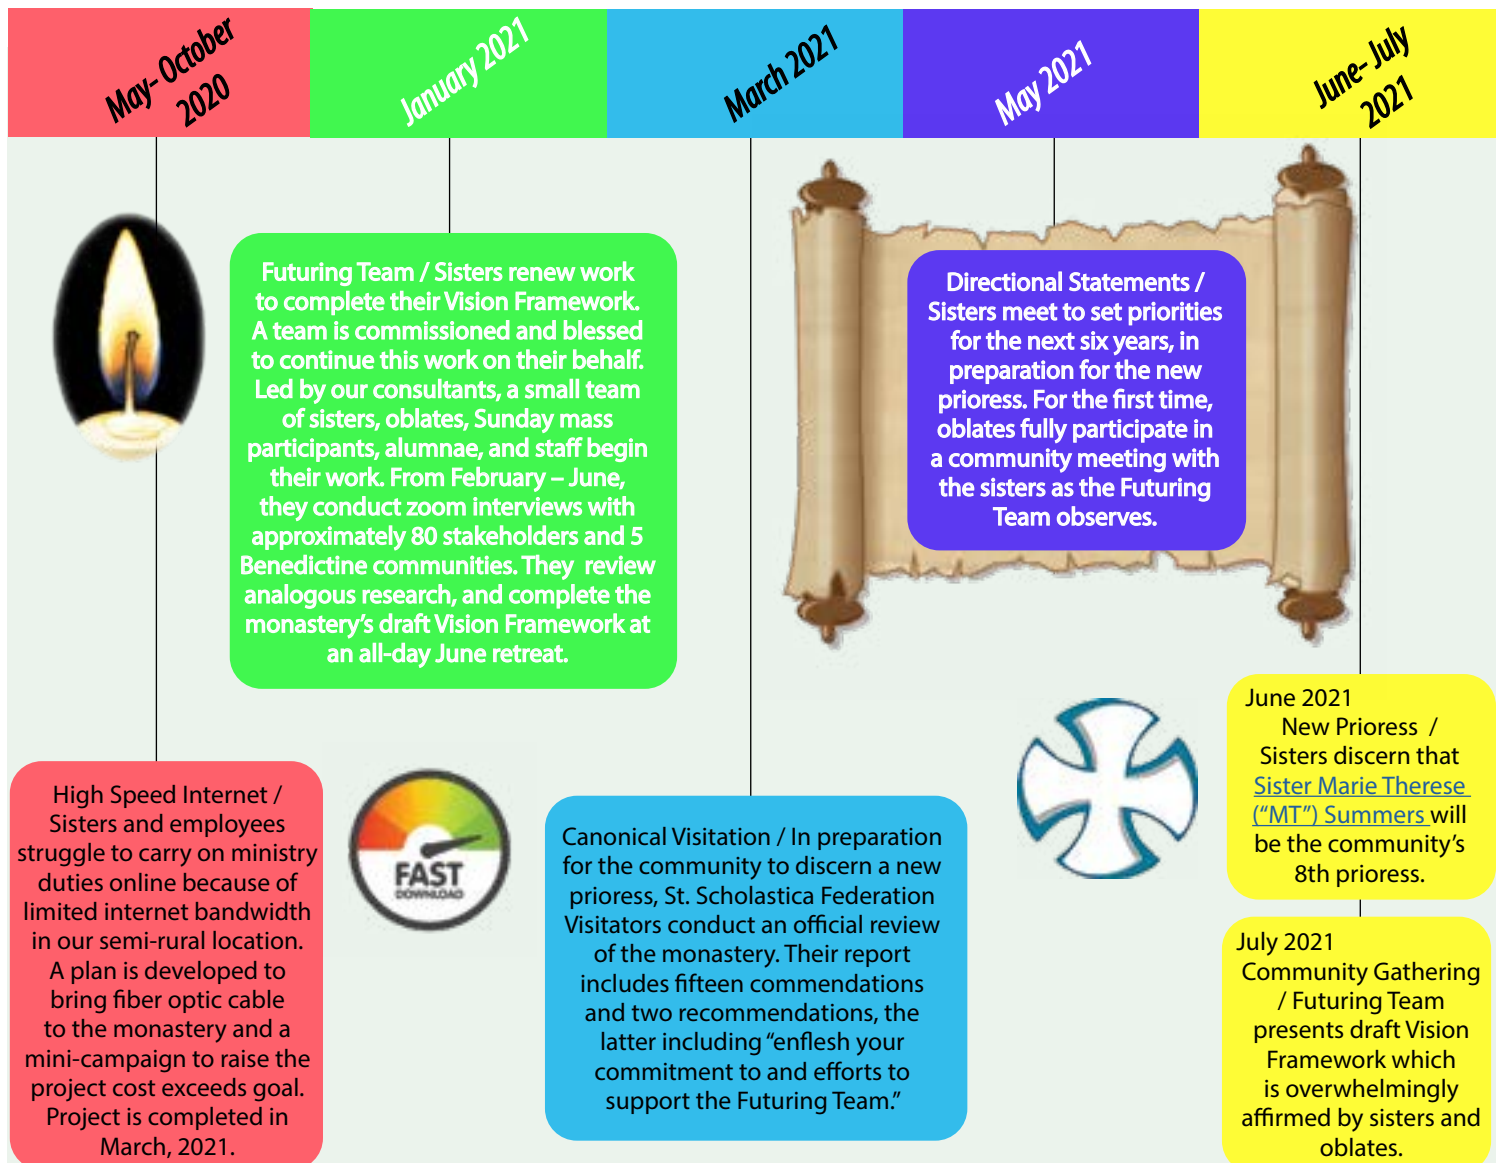 May- October
2020
January 2021
March 2021
May 2021
June- July
2021
Futuring Team / Sisters renew work
to complete their Vision Framework.
A team is commissioned and blessed
to continue this work on their behalf.
Led by our consultants, a small team
of sisters, oblates, Sunday mass
participants, alumnae, and staff begin
their work. From February – June,
they conduct zoom interviews with
approximately 80 stakeholders and 5
Benedictine communities. They review
analogous research, and complete the
monastery’s draft Vision Framework at
an all-day June retreat.
Directional Statements /
Sisters meet to set priorities
for the next six years, in
preparation for the new
prioress. For the first time,
oblates fully participate in
a community meeting with
the sisters as the Futuring
Team observes.
High Speed Internet /
Sisters and employees
struggle to carry on ministry
duties online because of
limited internet bandwidth
in our semi-rural location.
A plan is developed to
bring fiber optic cable
to the monastery and a
mini-campaign to raise the
project cost exceeds goal.
Project is completed in
March, 2021.
FAST
DOWNLOAD
Canonical Visitation / In preparation
for the community to discern a new
prioress, St. Scholastica Federation
Visitators conduct an official review
of the monastery. Their report
includes fifteen commendations
and two recommendations, the
latter including “enflesh your
commitment to and efforts to
support the Futuring Team.”
June 2021
New Prioress /
Sisters discern that
Sister Marie Therese
(“MT”) Summers will
be the community’s
8th prioress.
July 2021
Community Gathering
/ Futuring Team
presents draft Vision
Framework which
is overwhelmingly
affirmed by sisters and
oblates.